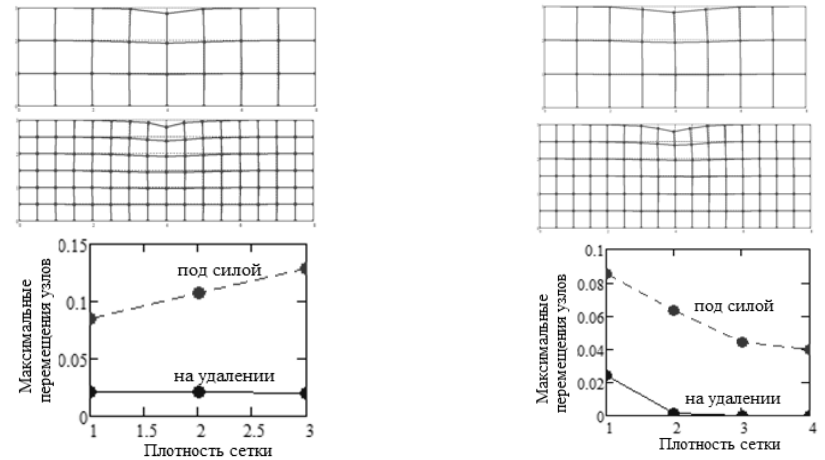 0.15
0.1
0.05
0
Максимальные
перемещения узлов
под силой
на удалении
1
1.5
2
2.5
3
Плотность сетки
0.1
0.08
0.06
0.04
0.02
0
Максимальные
перемещения узлов
под силой
на удалении
1
2
3
4
Плотность сетки